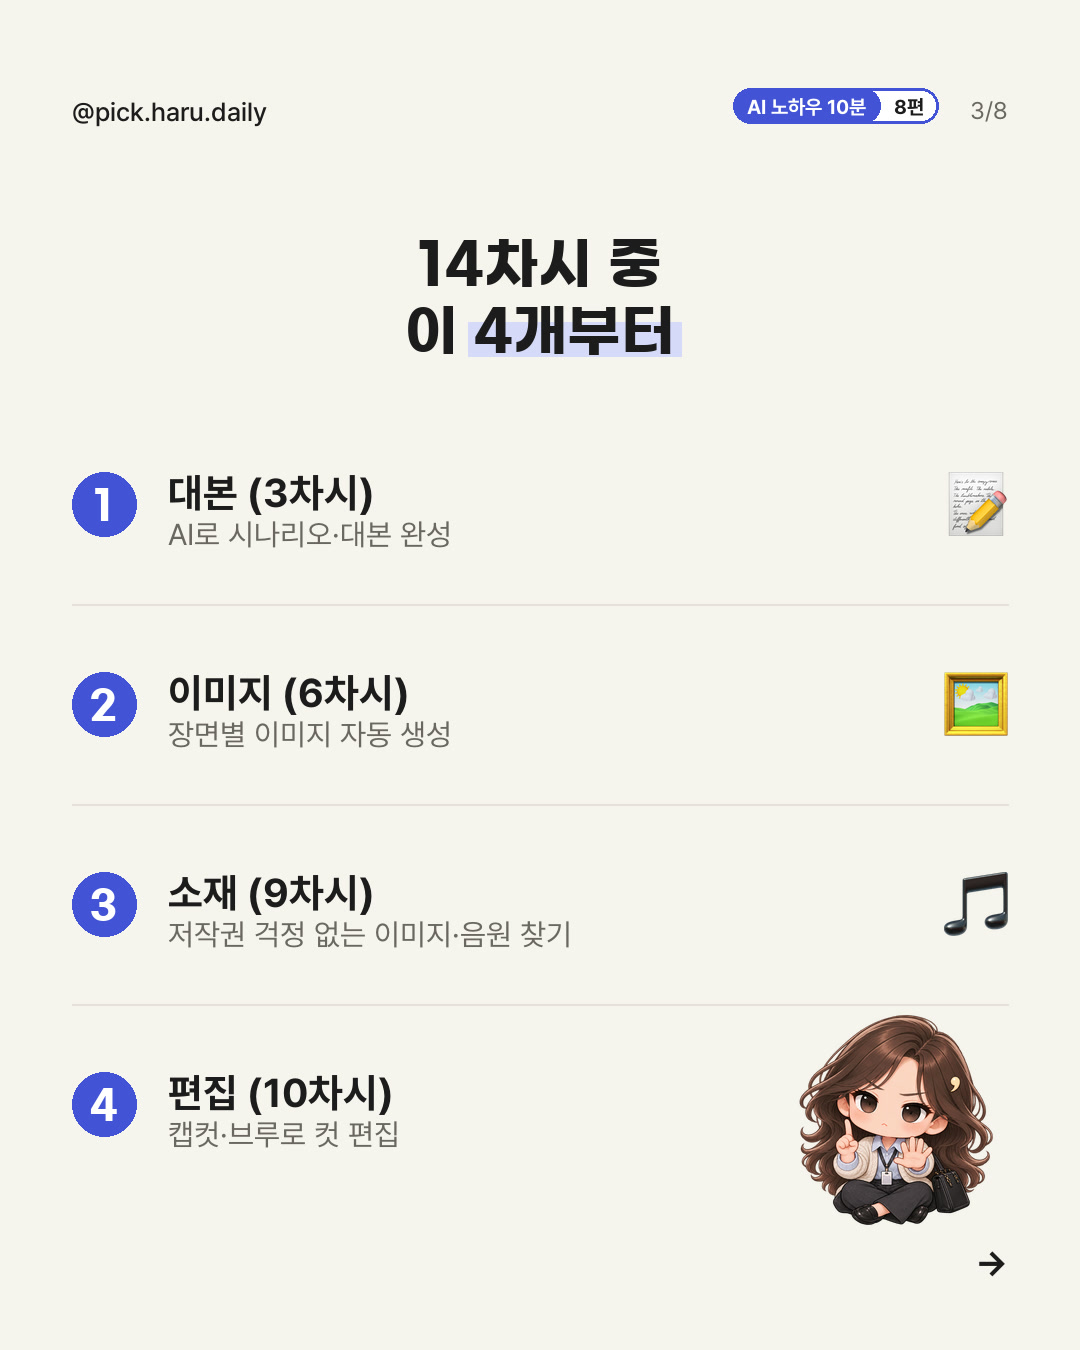 @pick.haru.daily
AI 노하우 10분 8편 3/8
14차시 중
이 4개부터
1 대본 (3차시)
AI로 시나리오·대본 완성
2 이미지 (6차시)
장면별 이미지 자동 생성
3 소재 (9차시)
저작권 걱정 없는 이미지·음원 찾기
4 편집 (10차시)
캡컷·브루로 컷 편집
→